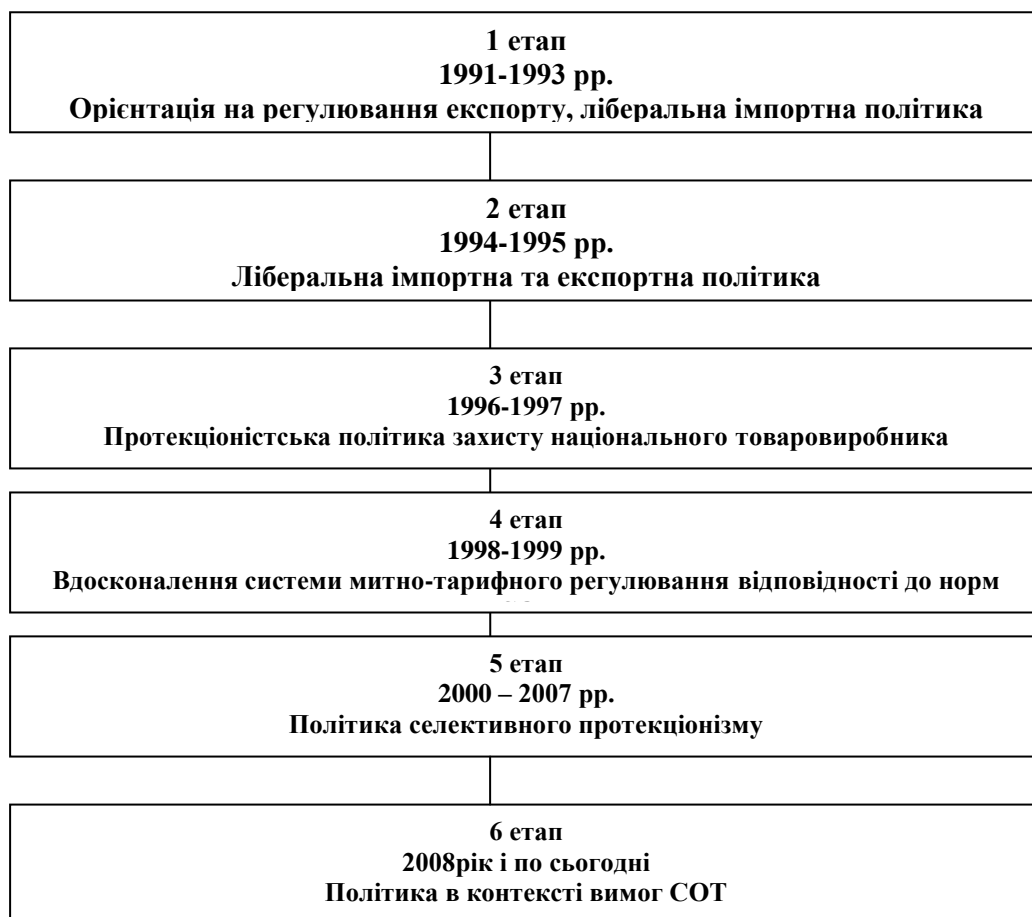 1 етап
1991-1993 рр.
Орієнтація на регулювання експорту, ліберальна імпортна політика
2 етап
1994-1995 рр.
Ліберальна імпортна та експортна політика
3 етап
1996-1997 рр.
Протекціоністська політика захисту національного товаровиробника
4 етап
1998-1999 рр.
Вдосконалення системи митно-тарифного регулювання відповідності до норм
5 етап
2000 – 2007 рр.
Політика селективного протекціонізму
6 етап
2008рік і по сьогодні
Політика в контексті вимог СОТ